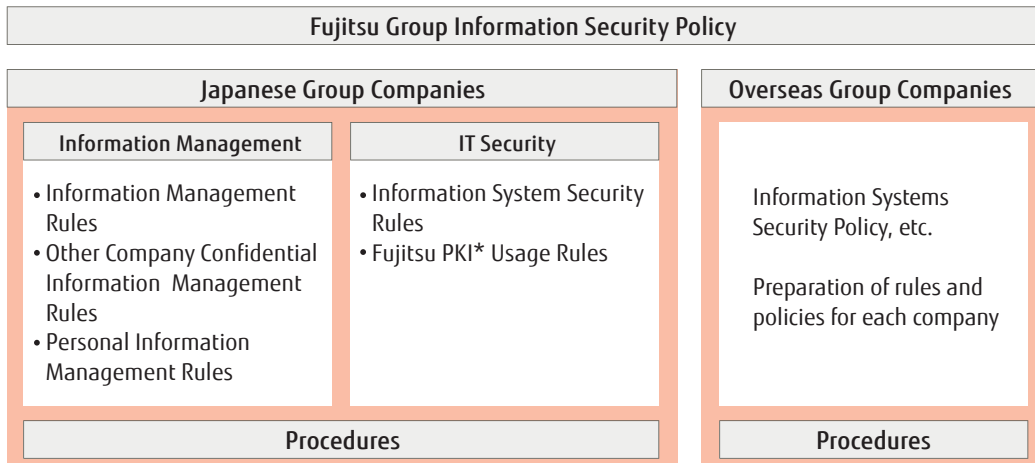 Fujitsu Group Information Security Policy
Japanese Group Companies
Information Management
• Information Management
Rules
• Other Company Confidential
Information Management
Rules
• Personal Information
Management Rules
IT Security
• Information System Security
Rules
• Fujitsu PKI* Usage Rules
Procedures
Overseas Group Companies
Information Systems
Security Policy, etc.
Preparation of rules and
policies for each company
Procedures